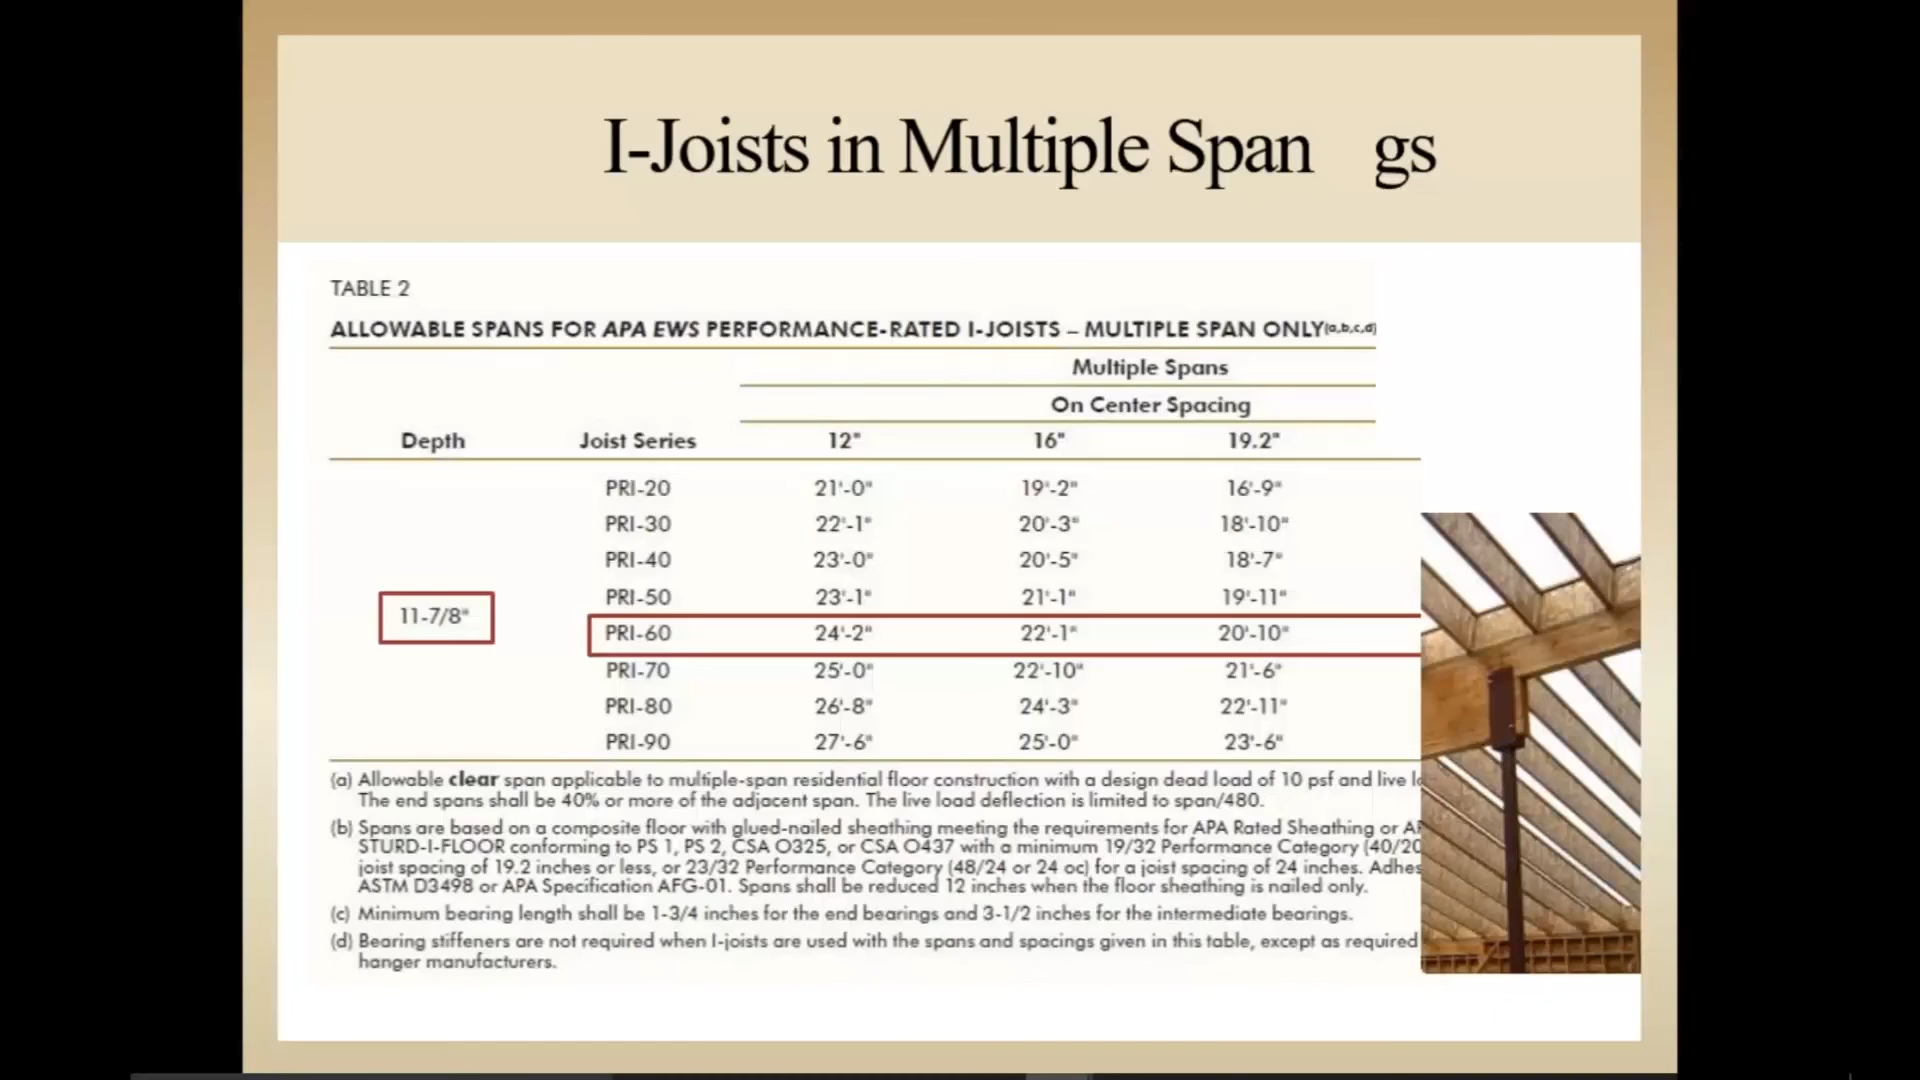 I-Joists in Multiple Span gs
TABLE 2
ALLOWABLE SPANS FOR APA EWS PERFORMANCE-RATED I-JOISTS – MULTIPLE SPAN ONLY(a,b,c,d)
Multiple Spans
On Center Spacing
Depth Joist Series 12" 16" 19.2"
PRI-20 21'-0" 19'-2" 16'-9"
PRI-30 22'-1" 20'-3" 18'-10"
PRI-40 23'-0" 20'-5" 18'-7"
PRI-50 23'-1" 21'-1" 19'-11"
11-7/8"
PRI-60 24'-2" 22'-1" 20'-10"
PRI-70 25'-0" 22'-10" 21'-6"
PRI-80 26'-8" 24'-3" 22'-11"
PRI-90 27'-6" 25'-0" 23'-6"
(a) Allowable clear span applicable to multiple-span residential floor construction with a design dead load of 10 psf and live
The end spans shall be 40% or more of the adjacent span. The live load deflection is limited to span/480.
(b) Spans are based on a composite floor with glued-nailed sheathing meeting the requirements for APA Rated Sheathing or
STURD-I-FLOOR conforming to PS 1, PS 2, CSA O325, or CSA O437 with a minimum 19/32 Performance Category (40/20
joist spacing of 19.2 inches or less, or 23/32 Performance Category (48/24 or 24 oc) for a joist spacing of 24 inches. Adhes
ASTM D3498 or APA Specification AFG-01. Spans shall be reduced 12 inches when the floor sheathing is nailed only.
(c) Minimum bearing length shall be 1-3/4 inches for the end bearings and 3-1/2 inches for the intermediate bearings.
(d) Bearing stiffeners are not required when I-joists are used with the spans and spacings given in this table, except as required
hanger manufacturers.